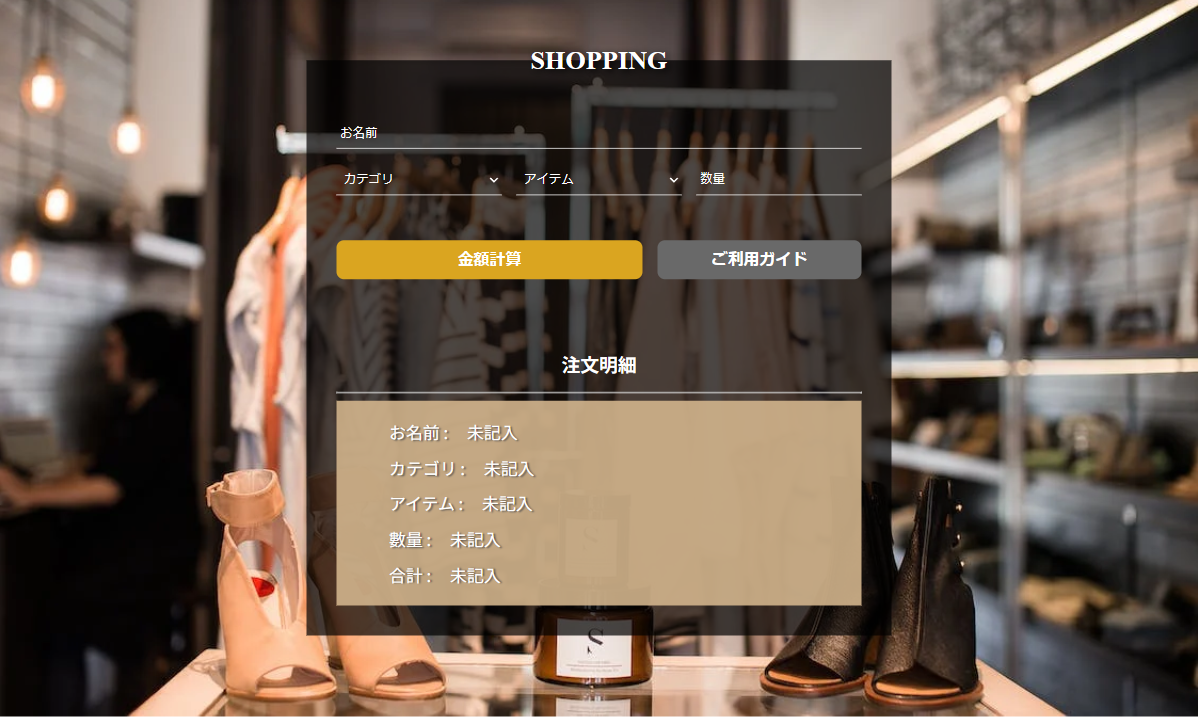 SHOPPING
お名前
カテゴリ アイテム 数量
金額計算 ご利用ガイド
注文明細
お名前 : 未記入
カテゴリ : 未記入
アイテム : 未記入
數量 : 未記入
合計 : 未記入
S